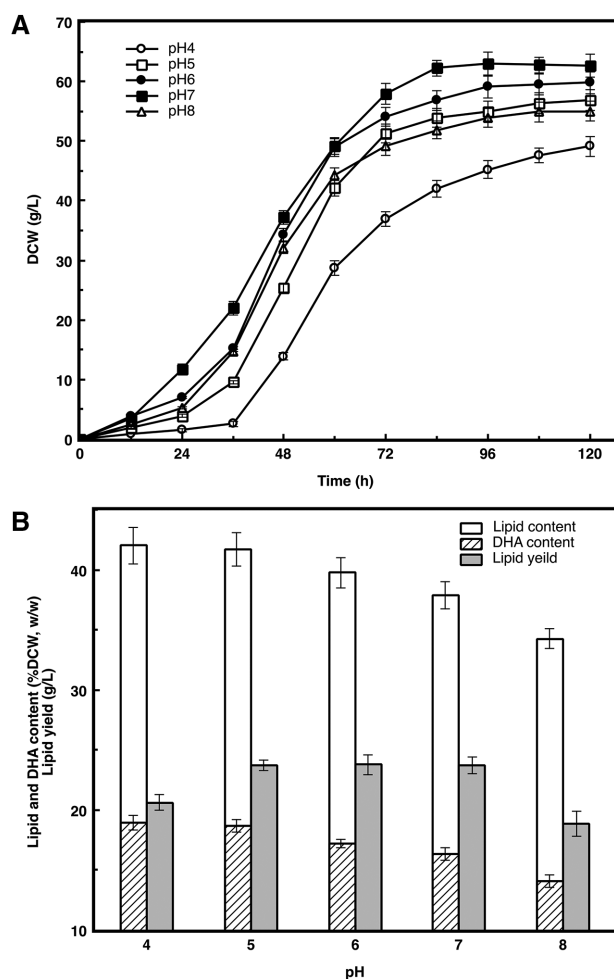 A
70
60
50
40
30
20
10
0
DCW (g/L)
pH4
pH5
pH6
pH7
pH8
0 24 48 72 96 120
Time (h)
B
Lipid content
DHA content
Lipid yeild
40
30
20
10
Lipid and DHA content (%DCW, w/w)
Lipid yield (g/L)
4 5 6 7 8
pH